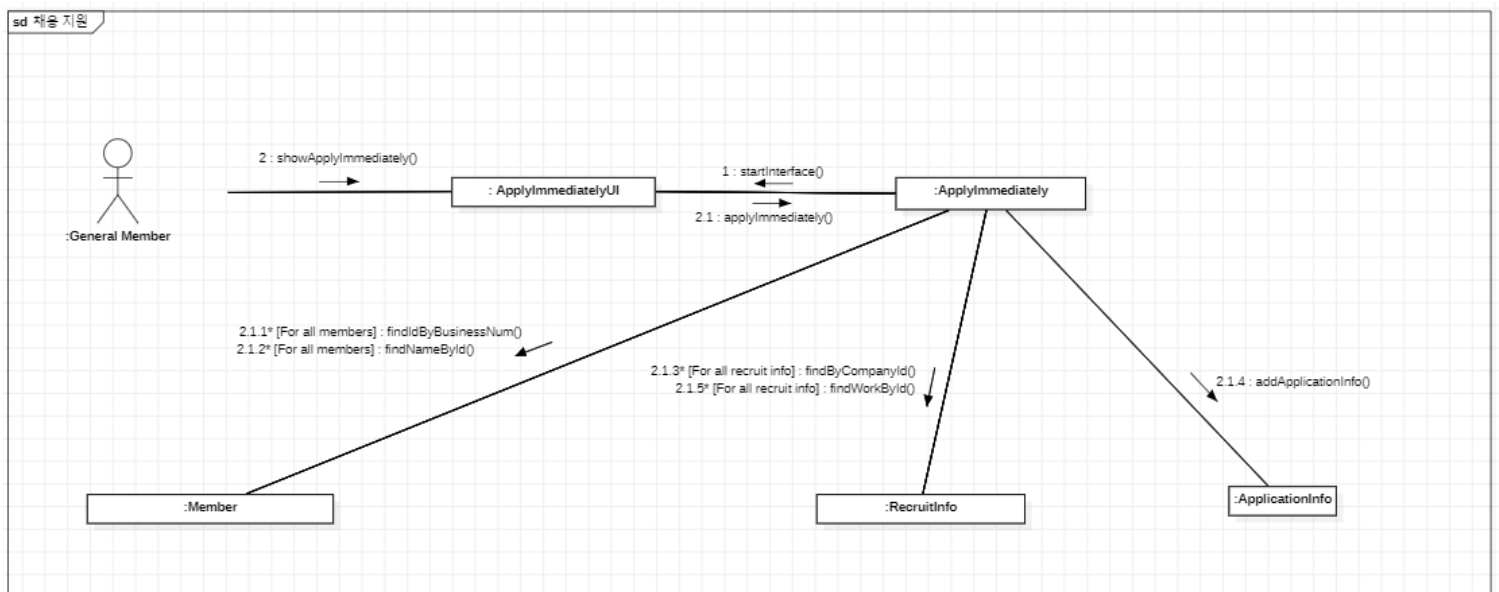 sd 채용 지원
2 : showApplyImmediately()
1 : startInterface()
: ApplyImmediatelyUI
:ApplyImmediately
2.1 : applyImmediately()
:General Member
2.1.1* [For all members] : findIdByBusinessNum()
2.1.2* [For all members] : findNameById()
2.1.3* [For all recruit info] : findByCompanyId()
2.1.5* [For all recruit info] : findWorkById()
2.1.4 : addApplicationInfo()
:Member
:RecruitInfo
:ApplicationInfo